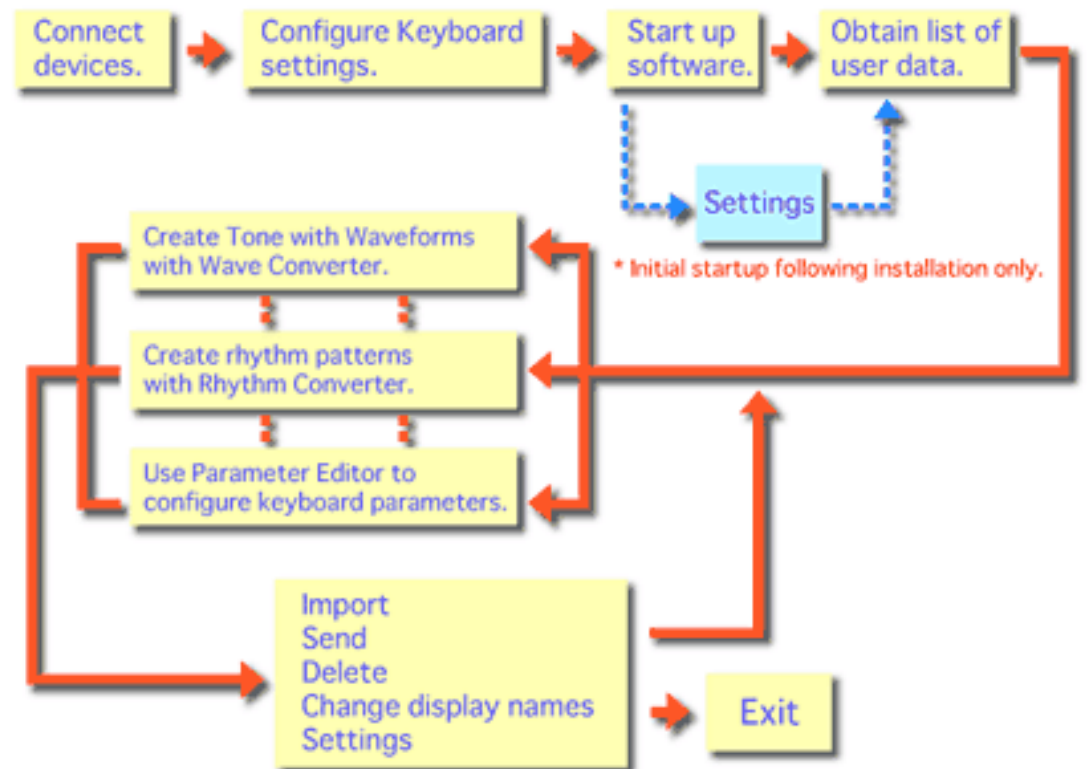 Connect
devices.
Configure Keyboard
settings.
Start up
software.
Obtain list of
user data.
Settings
* Initial startup following installation only.
Create Tone with Waveforms
with Wave Converter.
Create rhythm patterns
with Rhythm Converter.
Use Parameter Editor to
configure keyboard parameters.
Import
Send
Delete
Change display names
Settings
Exit